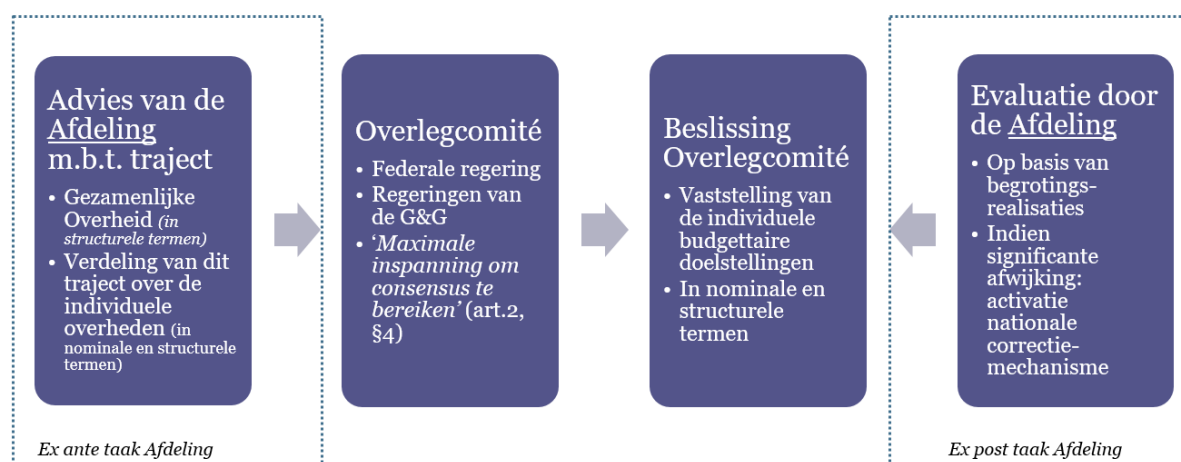 Advies van de
Afdeling
m.b.t. traject
• Gezamenlijke
Overheid (in
structurele termen)
• Verdeling van dit
traject over de
individuele
overheden (in
nominale en structurele
termen)
Ex ante taak Afdeling
Overlegcomité
• Federale regering
• Regeringen van
de G&G
• ‘Maximale
inspanning om
consensus te
bereiken’ (art.2,
§4)
Beslissing
Overlegcomité
• Vaststelling van
de individuele
budgettaire
doelstellingen
• In nominale en
structurele
termen
Evaluatie door
de Afdeling
• Op basis van
begrotings-
realisaties
• Indien
significante
afwijking:
activatie
nationale
correctie-
mechanisme
Ex post taak Afdeling